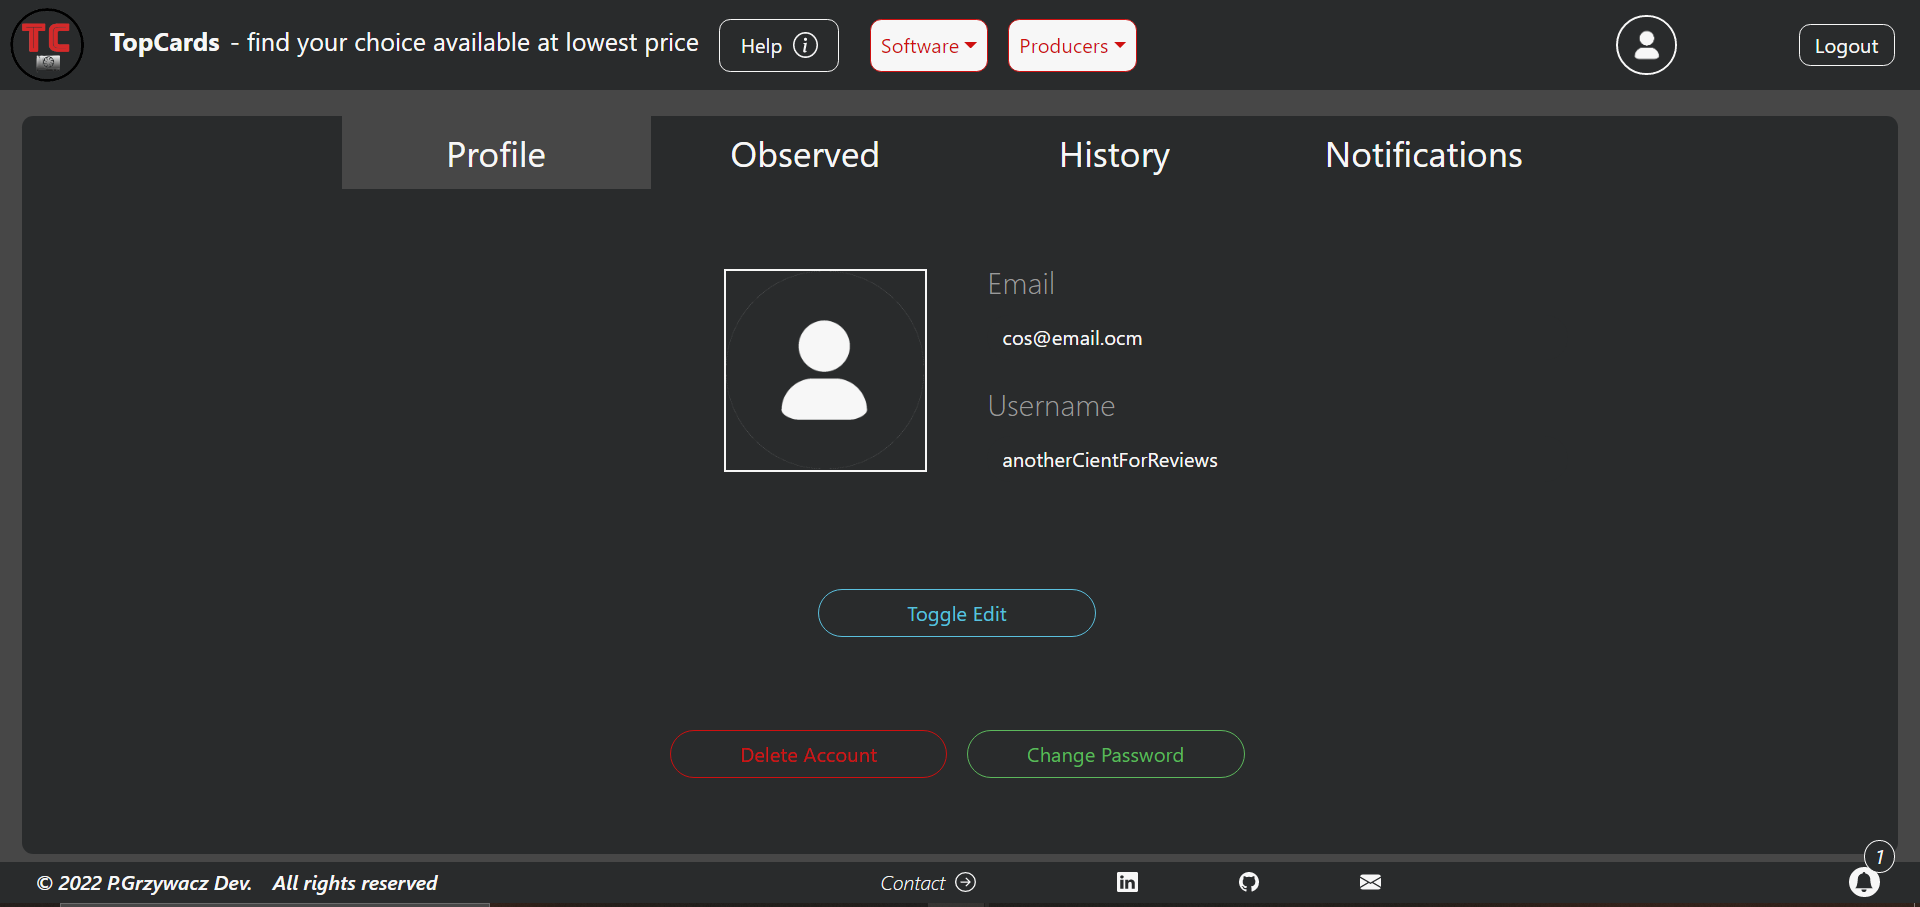 TC
TopCards - find your choice available at lowest price
Help
Software
Producers
Logout
Profile
Observed
History
Notifications
Email
cos@email.ocm
Username
anotherCientForReviews
Toggle Edit
Delete Account
Change Password
1
© 2022 P.Grzywacz Dev. All rights reserved
Contact
in